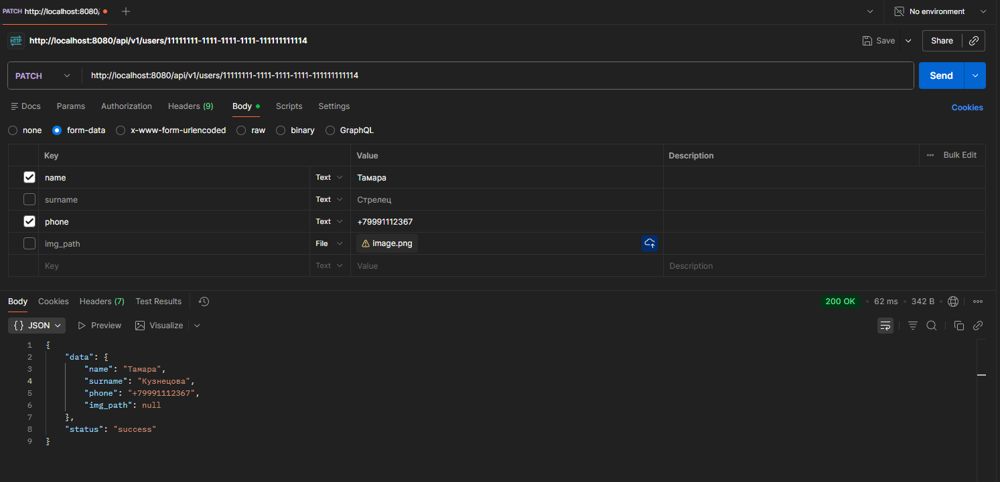 PATCH http://localhost:8080/
No environment
HTTP http://localhost:8080/api/v1/users/11111111-1111-1111-1111-111111111114
Save
Share
PATCH http://localhost:8080/api/v1/users/11111111-1111-1111-1111-111111111114
Send
Docs Params Authorization Headers (9) Body Scripts Settings
Cookies
none form-data x-www-form-urlencoded raw binary GraphQL
Key Value Description Bulk Edit
name Text Тамара
surname Text Стрелец
phone Text +79991112367
img_path File image.png
Key Text Value Description
Body Cookies Headers (7) Test Results
200 OK 62 ms 342 B
{} JSON Preview Visualize
1 {
2 "data": {
3 "name": "Тамара",
4 "surname": "Кузнецова",
5 "phone": "+79991112367",
6 "img_path": null
7 },
8 "status": "success"
9 }